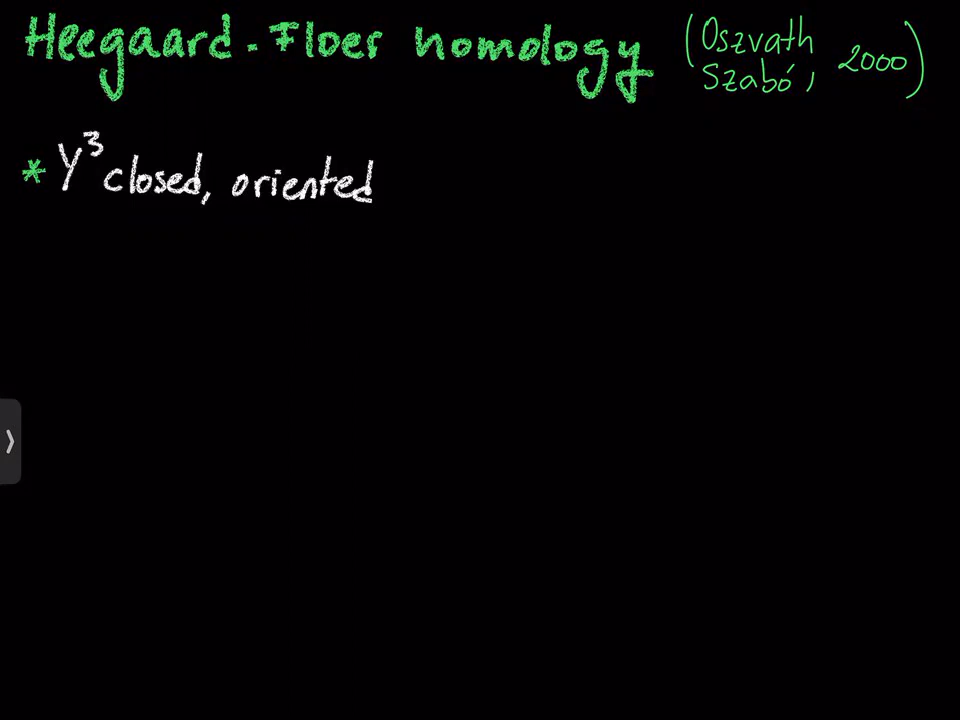 Heegaard-Floer homology (Oszvath Szabó, 2000)
* Y³ closed, oriented